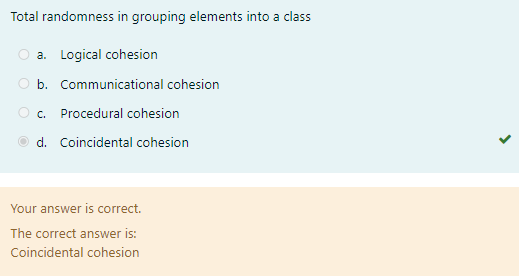 Total randomness in grouping elements into a class
a. Logical cohesion
b. Communicational cohesion
c. Procedural cohesion
d. Coincidental cohesion
Your answer is correct.
The correct answer is:
Coincidental cohesion